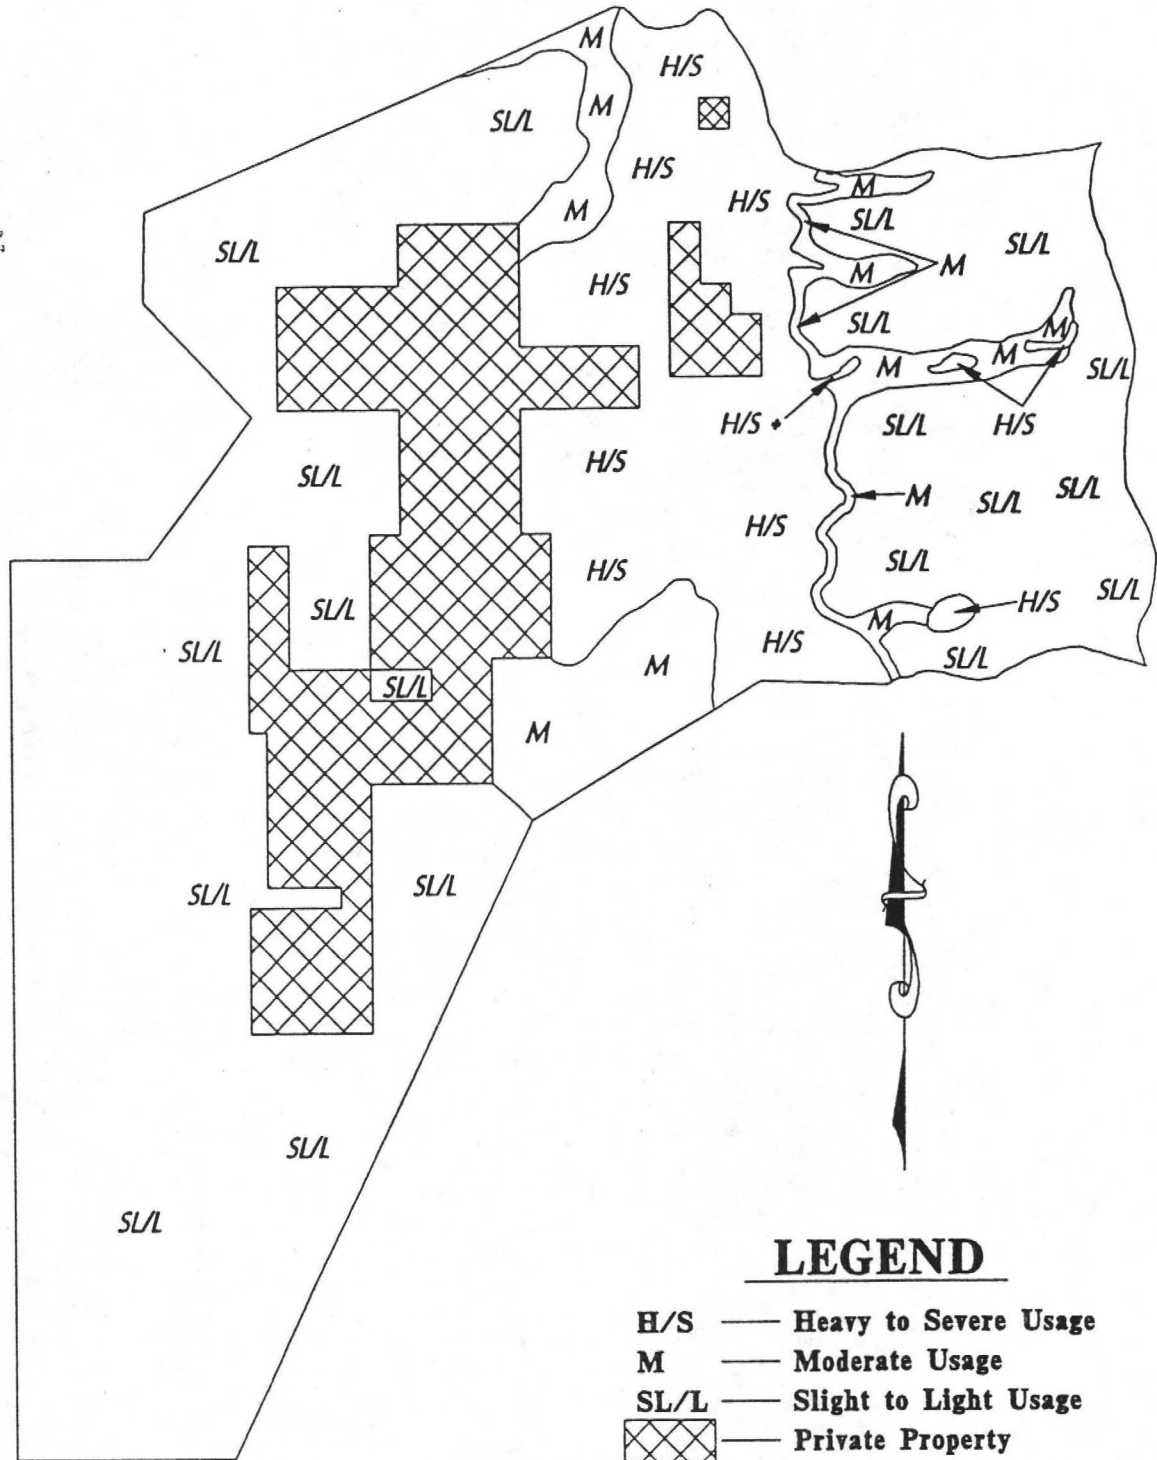 M
H/S
M
SL/L
H/S
M
H/S
M
SL/L
SL/L
SL/L
M
M
H/S
SL/L
M
M
M
SL/L
H/S
SL/L
H/S
H/S
SL/L
SL/L
SL/L
SL/L
M
H/S
H/S
SL/L
H/S
SL/L
H/S
SL/L
M
H/S
SL/L
SL/L
M
SL/L
M
SL/L
SL/L
SL/L
SL/L
LEGEND
H/S — Heavy to Severe Usage
M — Moderate Usage
SL/L — Slight to Light Usage
— Private Property